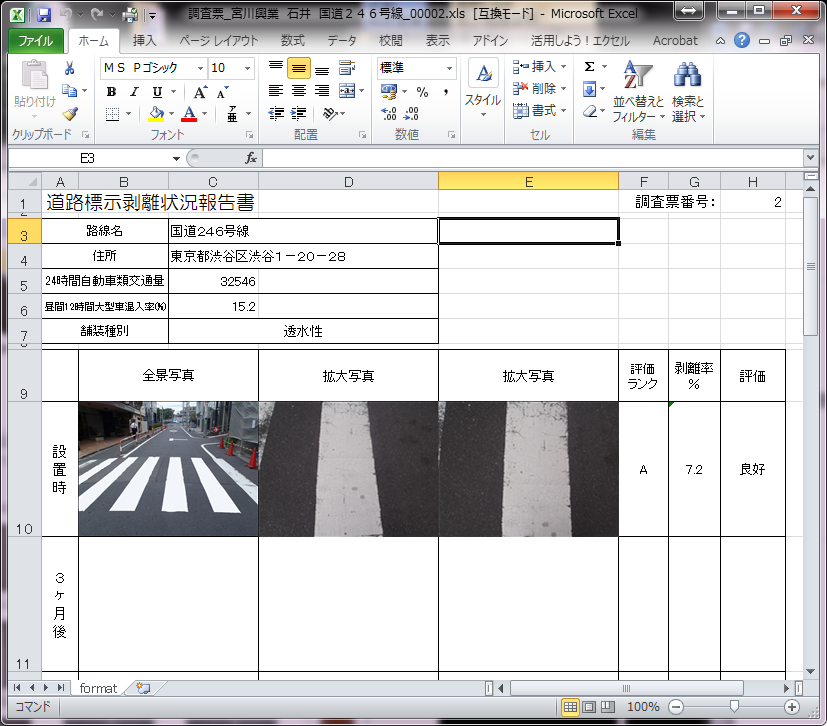 調査票_宮川興業 石井 国道２４６号線_00002.xls [互換モード] - Microsoft Excel
ファイル ホーム 挿入 ページ レイアウト 数式 データ 校閲 表示 アドイン 活用しよう！エクセル Acrobat
ＭＳ Ｐゴシック 10 標準
貼り付け
B I U A A
亜
% ,
スタイル
挿入
削除
書式
Σ
並べ替えと
フィルター
検索と
選択
クリップボード フォント 配置 数値 セル 編集
E3 fx
A B C D E F G H
1 道路標示剥離状況報告書 調査票番号： 2
2
3 路線名 国道246号線
4 住所 東京都渋谷区渋谷１－２０－２８
5 24時間自動車類交通量 32546
6 昼間12時間大型車混入率(%) 15.2
7 舗装種別 透水性
8
9 全景写真 拡大写真 拡大写真 評価ランク 剥離率% 評価
10 設置時 A 7.2 良好
11 ３ヶ月後
format
コマンド 100%